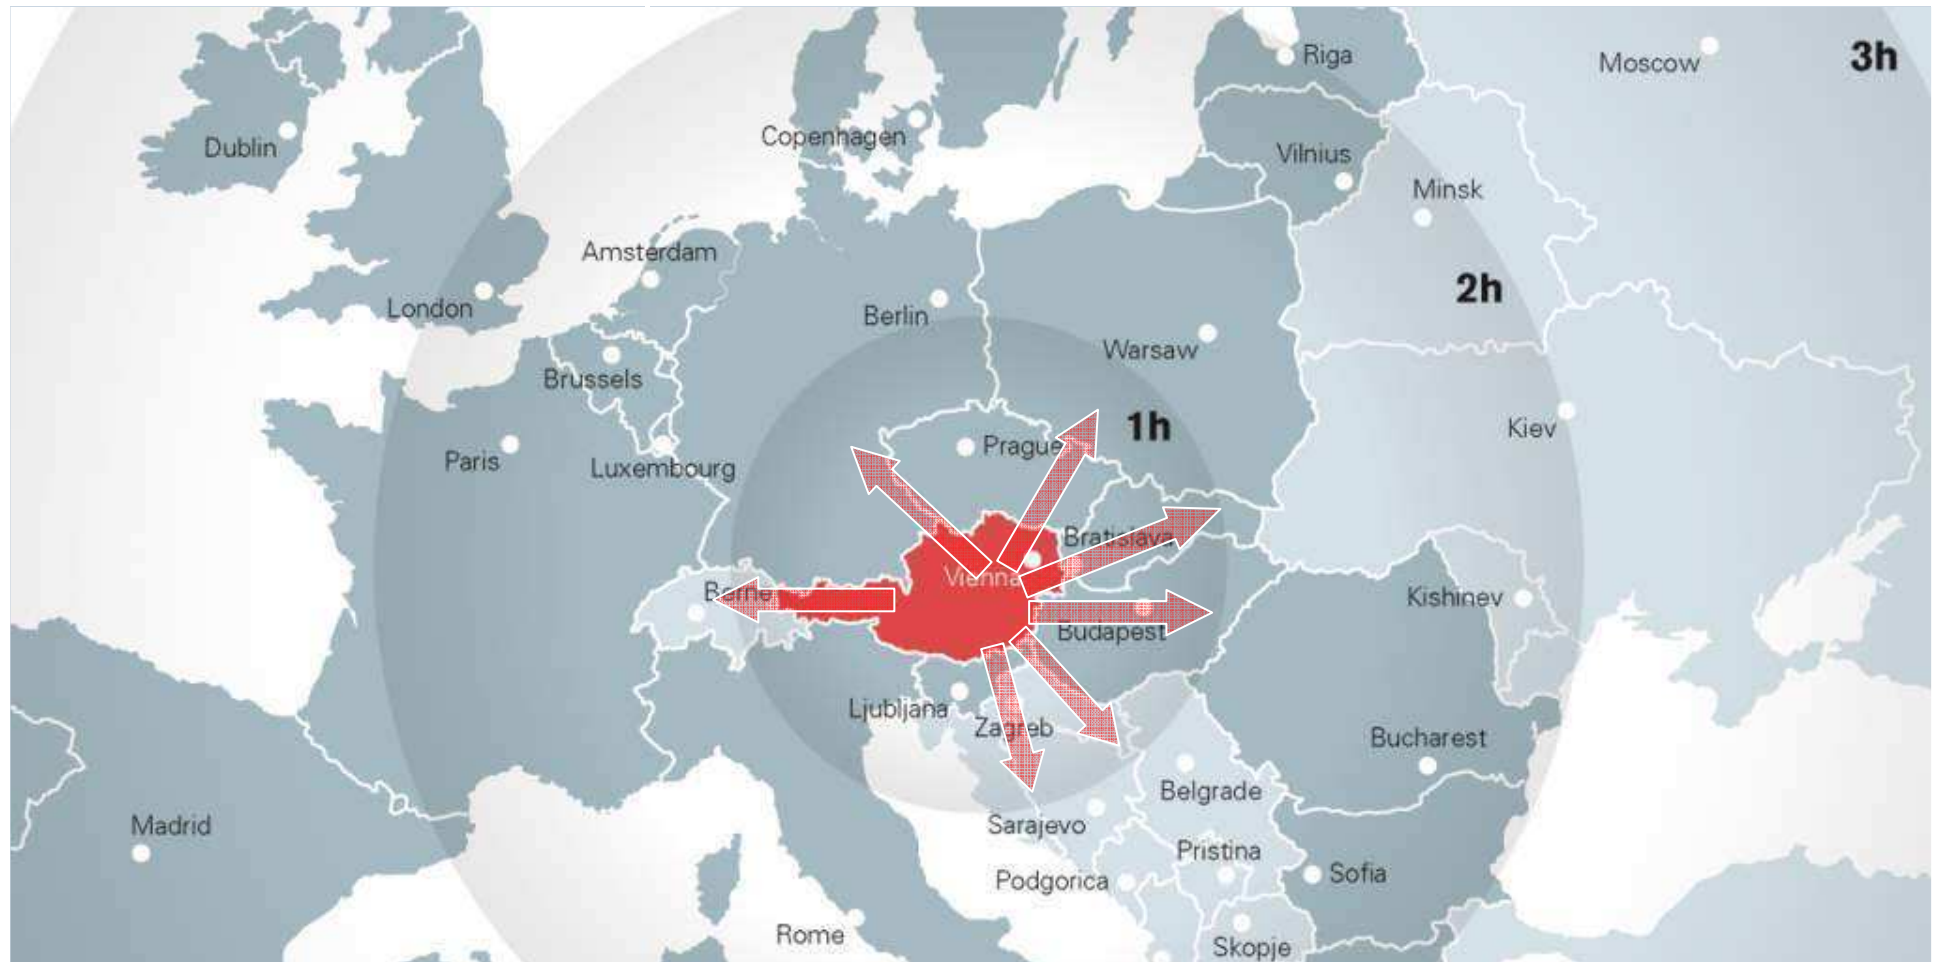 Riga
Moscow
3h
Dublin
Copenhagen
Vilnius
Minsk
Amsterdam
London
Berlin
2h
Warsaw
Brussels
Kiev
1h
Paris
Luxembourg
Prague
Bratislava
Vienna
Berne
Kishinev
Budapest
Ljubljana
Zagreb
Bucharest
Belgrade
Madrid
Sarajevo
Pristina
Podgorica
Sofia
Rome
Skopje